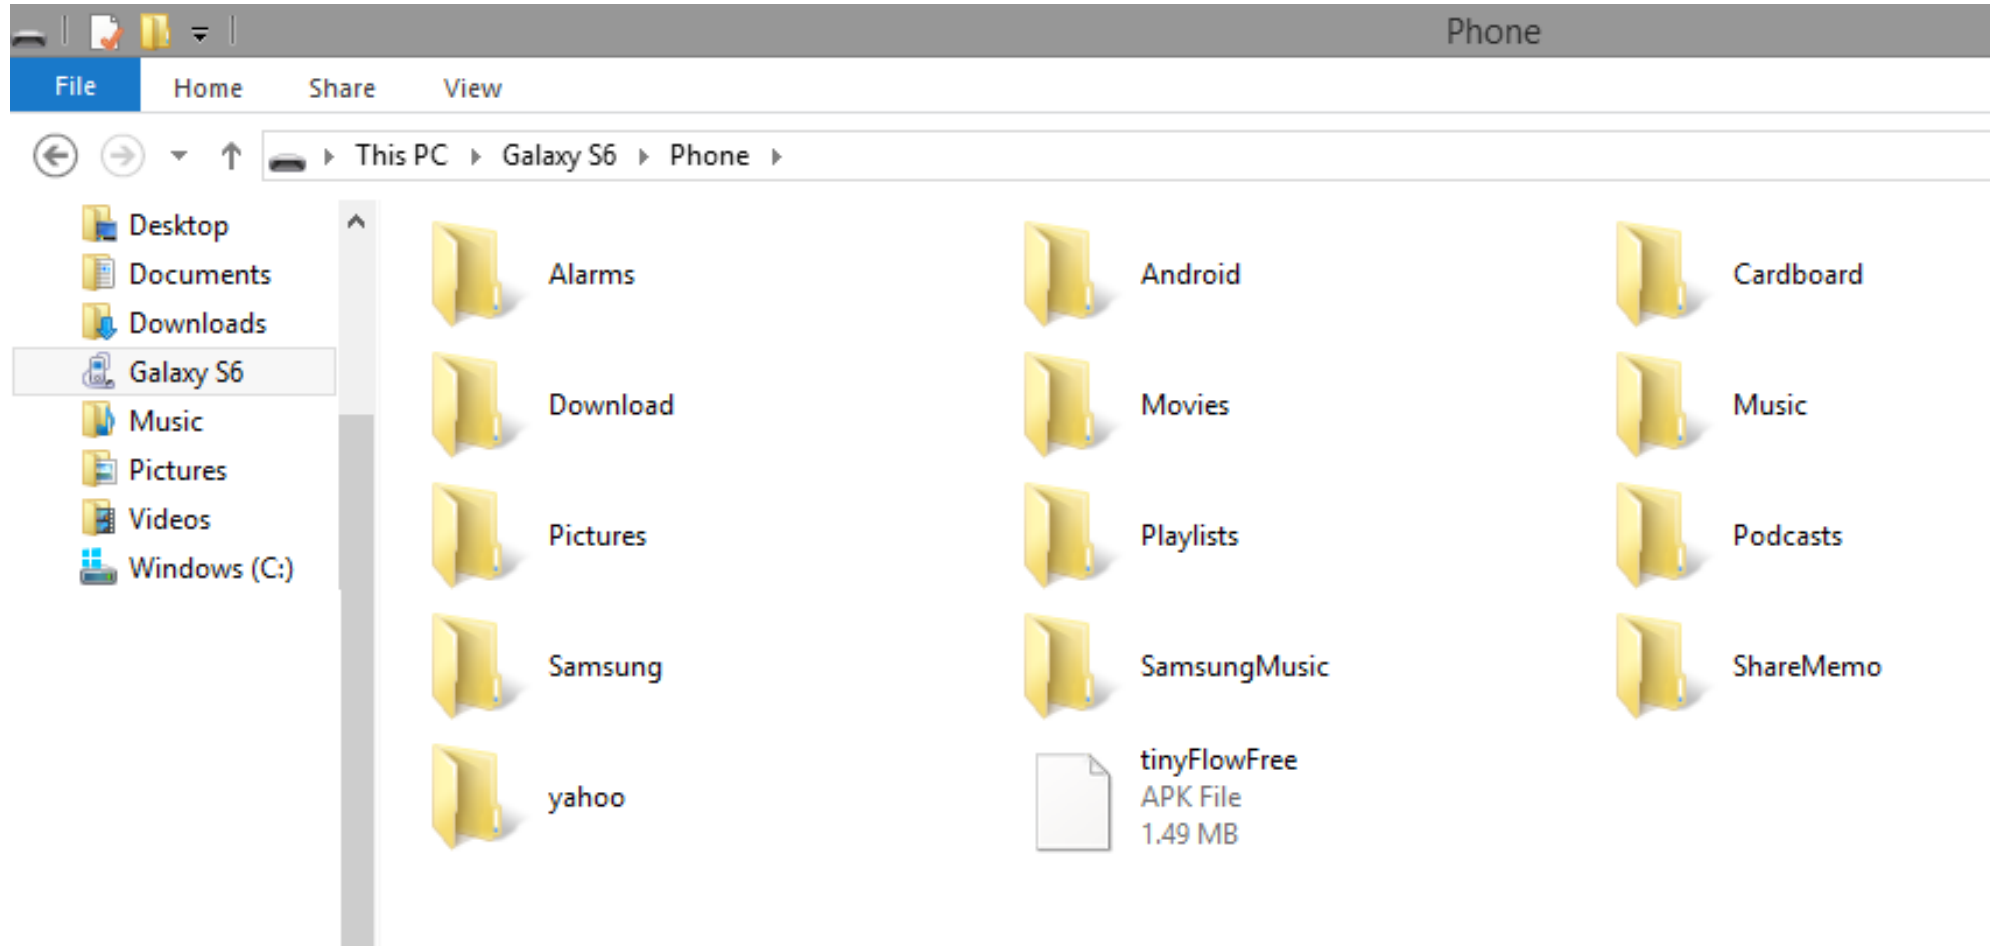 Phone
File Home Share View
This PC Galaxy S6 Phone
Desktop
Documents
Downloads
Galaxy S6
Music
Pictures
Videos
Windows (C:)
Alarms Android Cardboard
Download Movies Music
Pictures Playlists Podcasts
Samsung SamsungMusic ShareMemo
yahoo
tinyFlowFree
APK File
1.49 MB